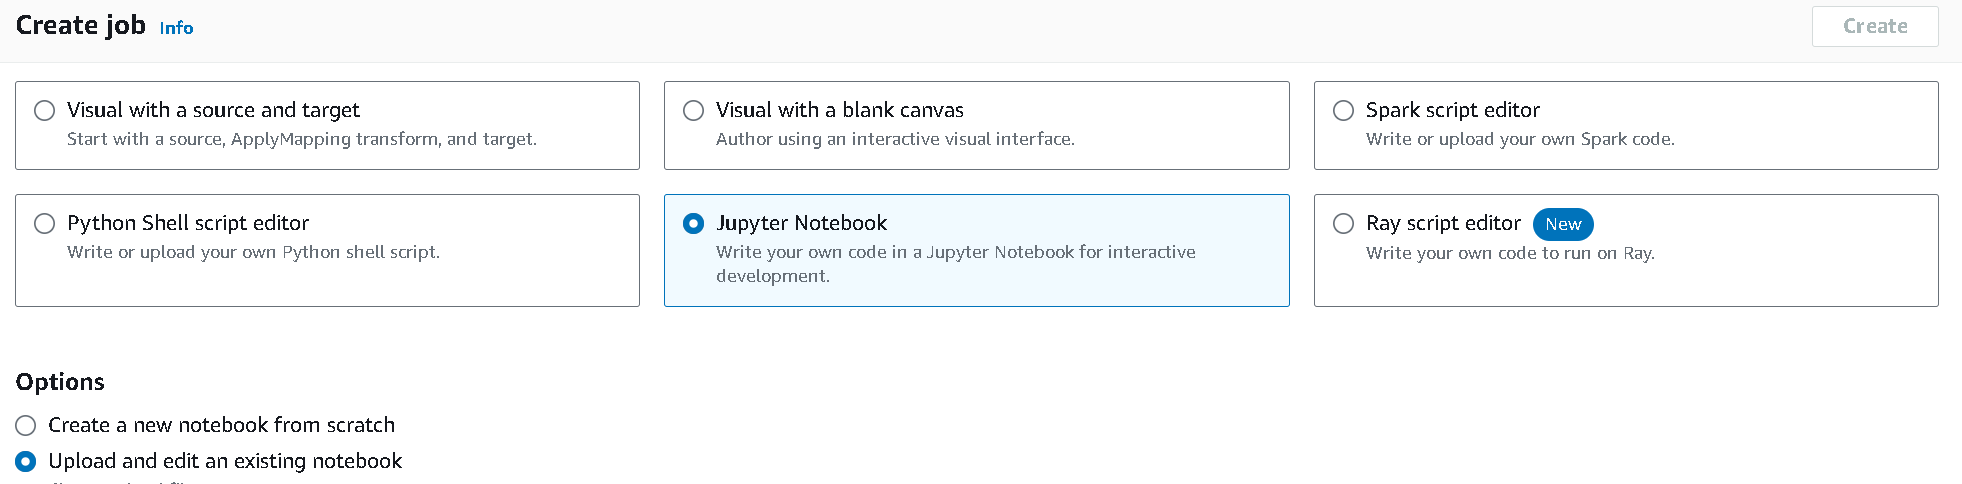 Create job Info
Create
Visual with a source and target
Start with a source, ApplyMapping transform, and target.
Visual with a blank canvas
Author using an interactive visual interface.
Spark script editor
Write or upload your own Spark code.
Python Shell script editor
Write or upload your own Python shell script.
Jupyter Notebook
Write your own code in a Jupyter Notebook for interactive
development.
Ray script editor New
Write your own code to run on Ray.
Options
Create a new notebook from scratch
Upload and edit an existing notebook